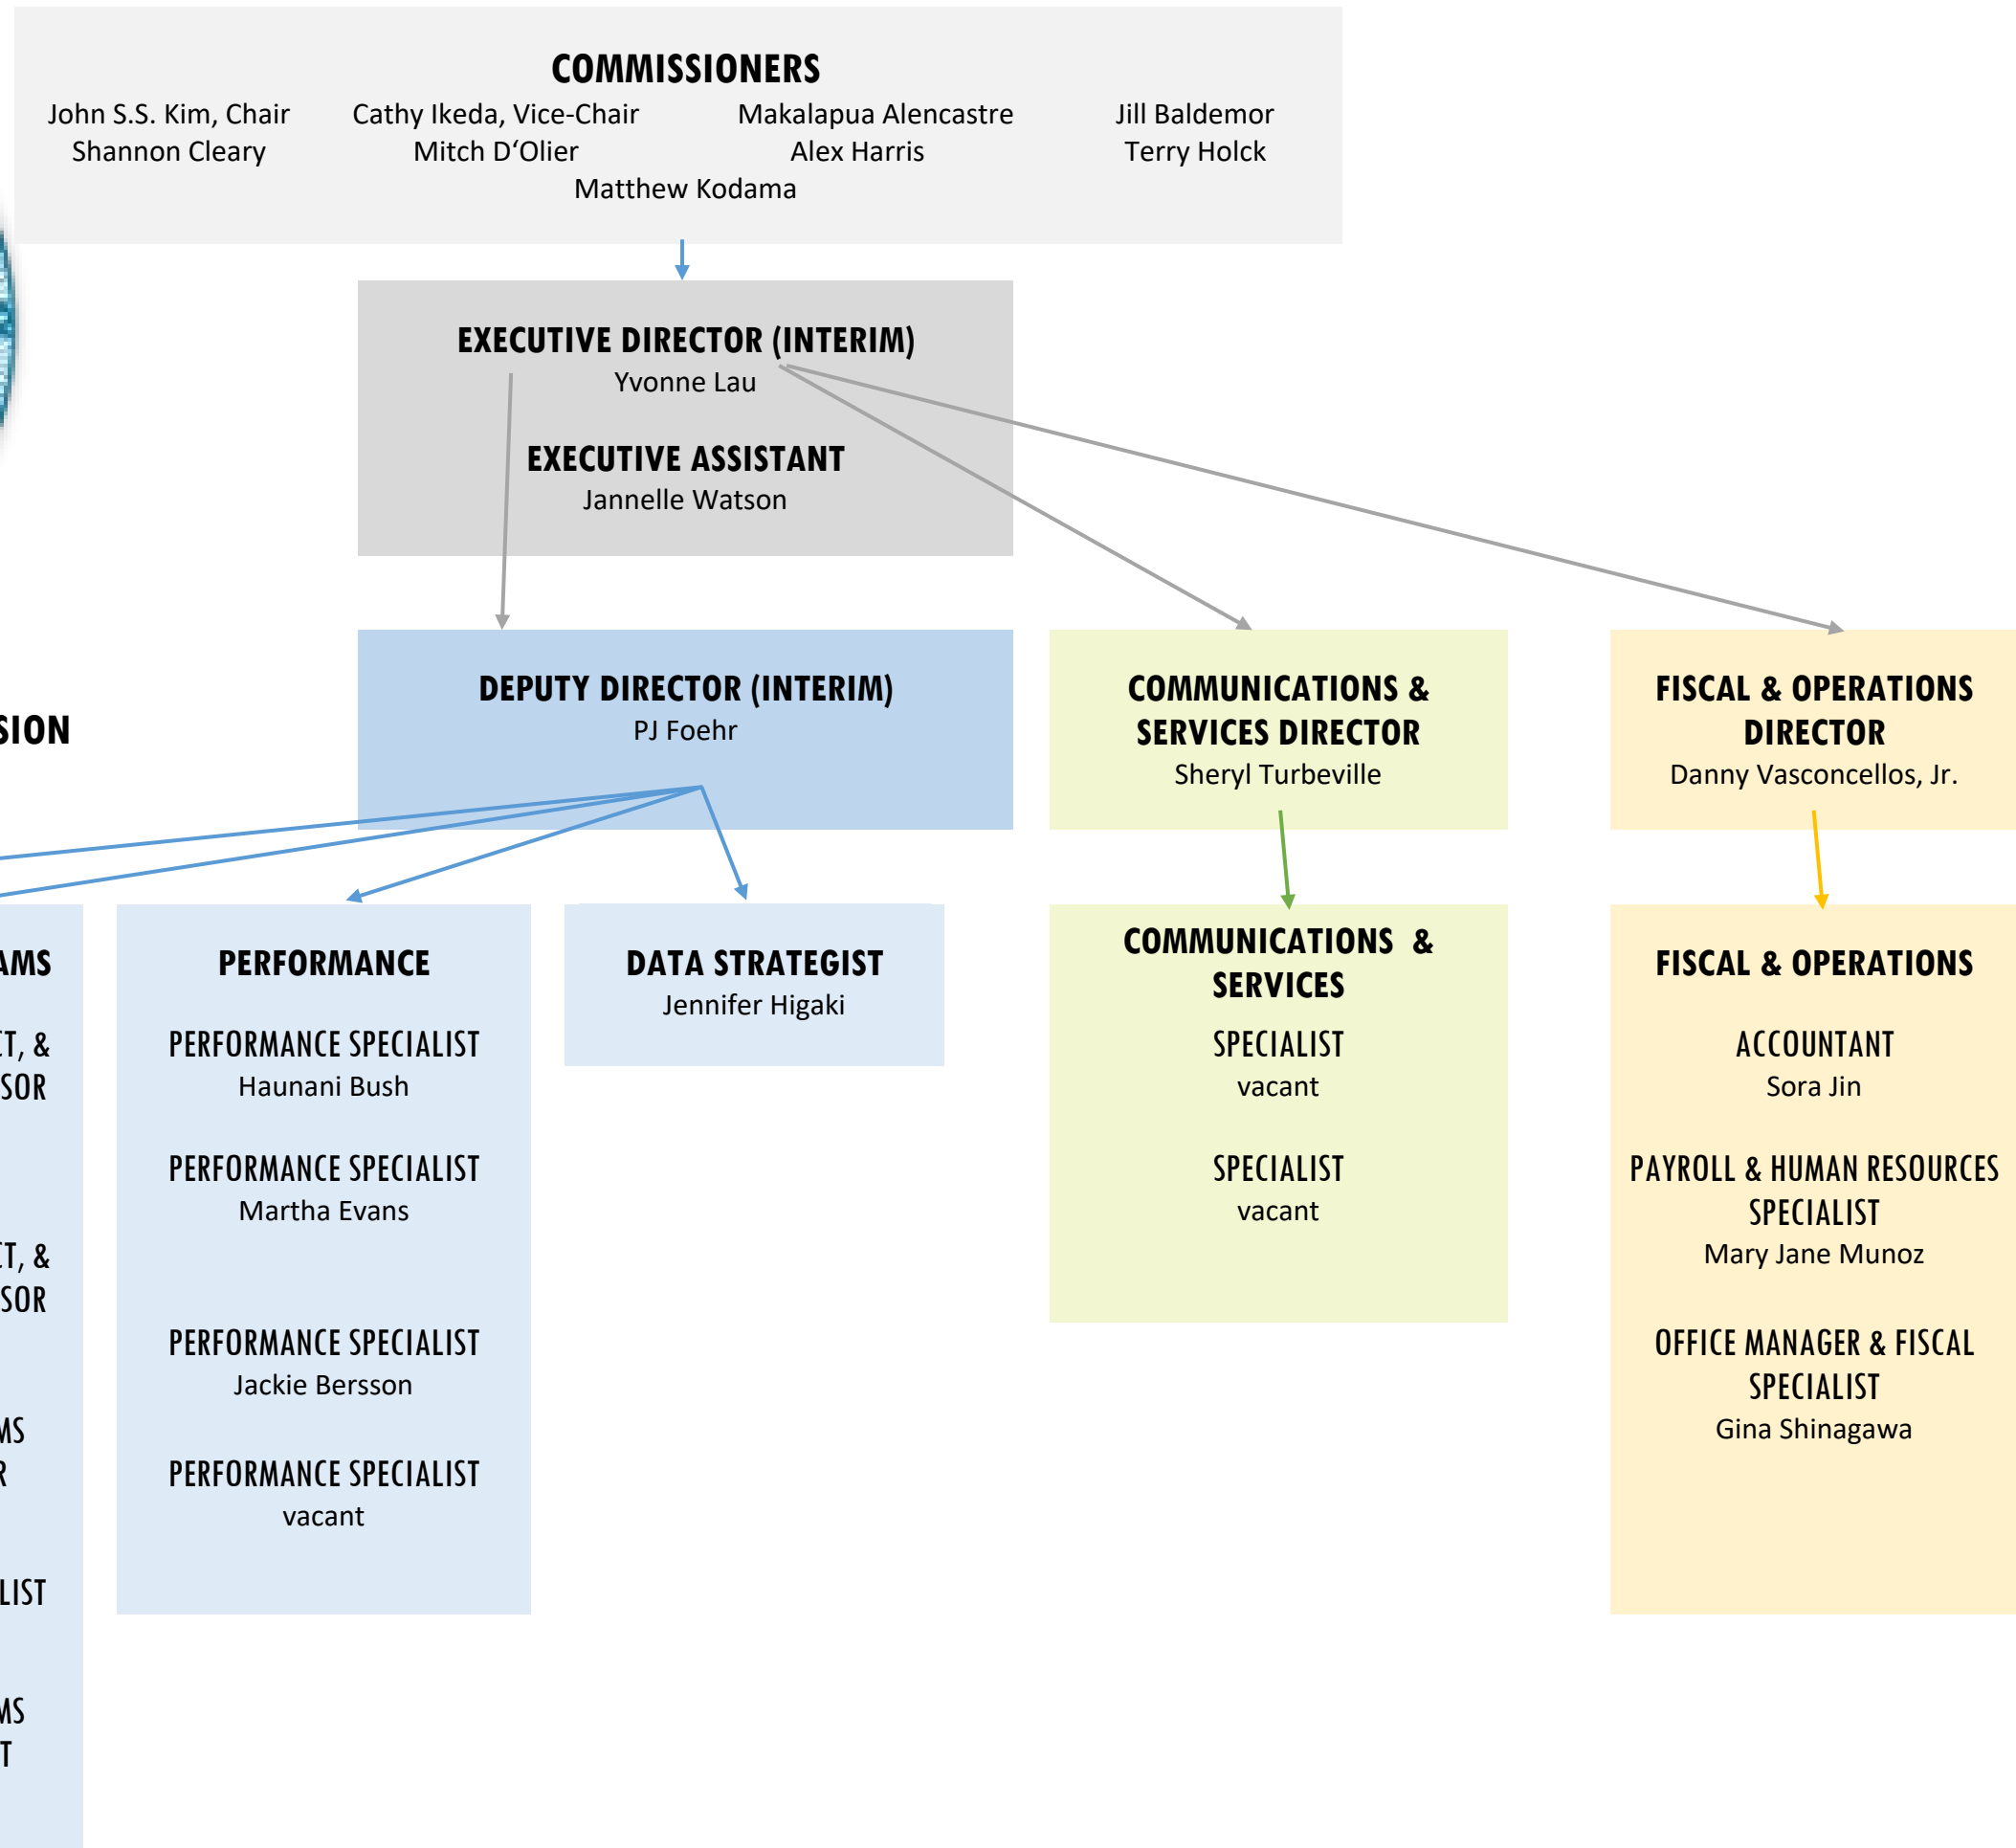 COMMISSIONERS
John S.S. Kim, Chair Cathy Ikeda, Vice-Chair Makalapua Alencastre Jill Baldemor
Shannon Cleary Mitch D‘Olier Alex Harris Terry Holck
Matthew Kodama
EXECUTIVE DIRECTOR (INTERIM)
Yvonne Lau
EXECUTIVE ASSISTANT
Jannelle Watson
DEPUTY DIRECTOR (INTERIM)
PJ Foehr
COMMUNICATIONS &
SERVICES DIRECTOR
Sheryl Turbeville
FISCAL & OPERATIONS
DIRECTOR
Danny Vasconcellos, Jr.
SION
AMS
CT, &
SOR
CT, &
SOR
MS
R
LIST
MS
T
PERFORMANCE
PERFORMANCE SPECIALIST
Haunani Bush
PERFORMANCE SPECIALIST
Martha Evans
PERFORMANCE SPECIALIST
Jackie Bersson
PERFORMANCE SPECIALIST
vacant
DATA STRATEGIST
Jennifer Higaki
COMMUNICATIONS &
SERVICES
SPECIALIST
vacant
SPECIALIST
vacant
FISCAL & OPERATIONS
ACCOUNTANT
Sora Jin
PAYROLL & HUMAN RESOURCES
SPECIALIST
Mary Jane Munoz
OFFICE MANAGER & FISCAL
SPECIALIST
Gina Shinagawa